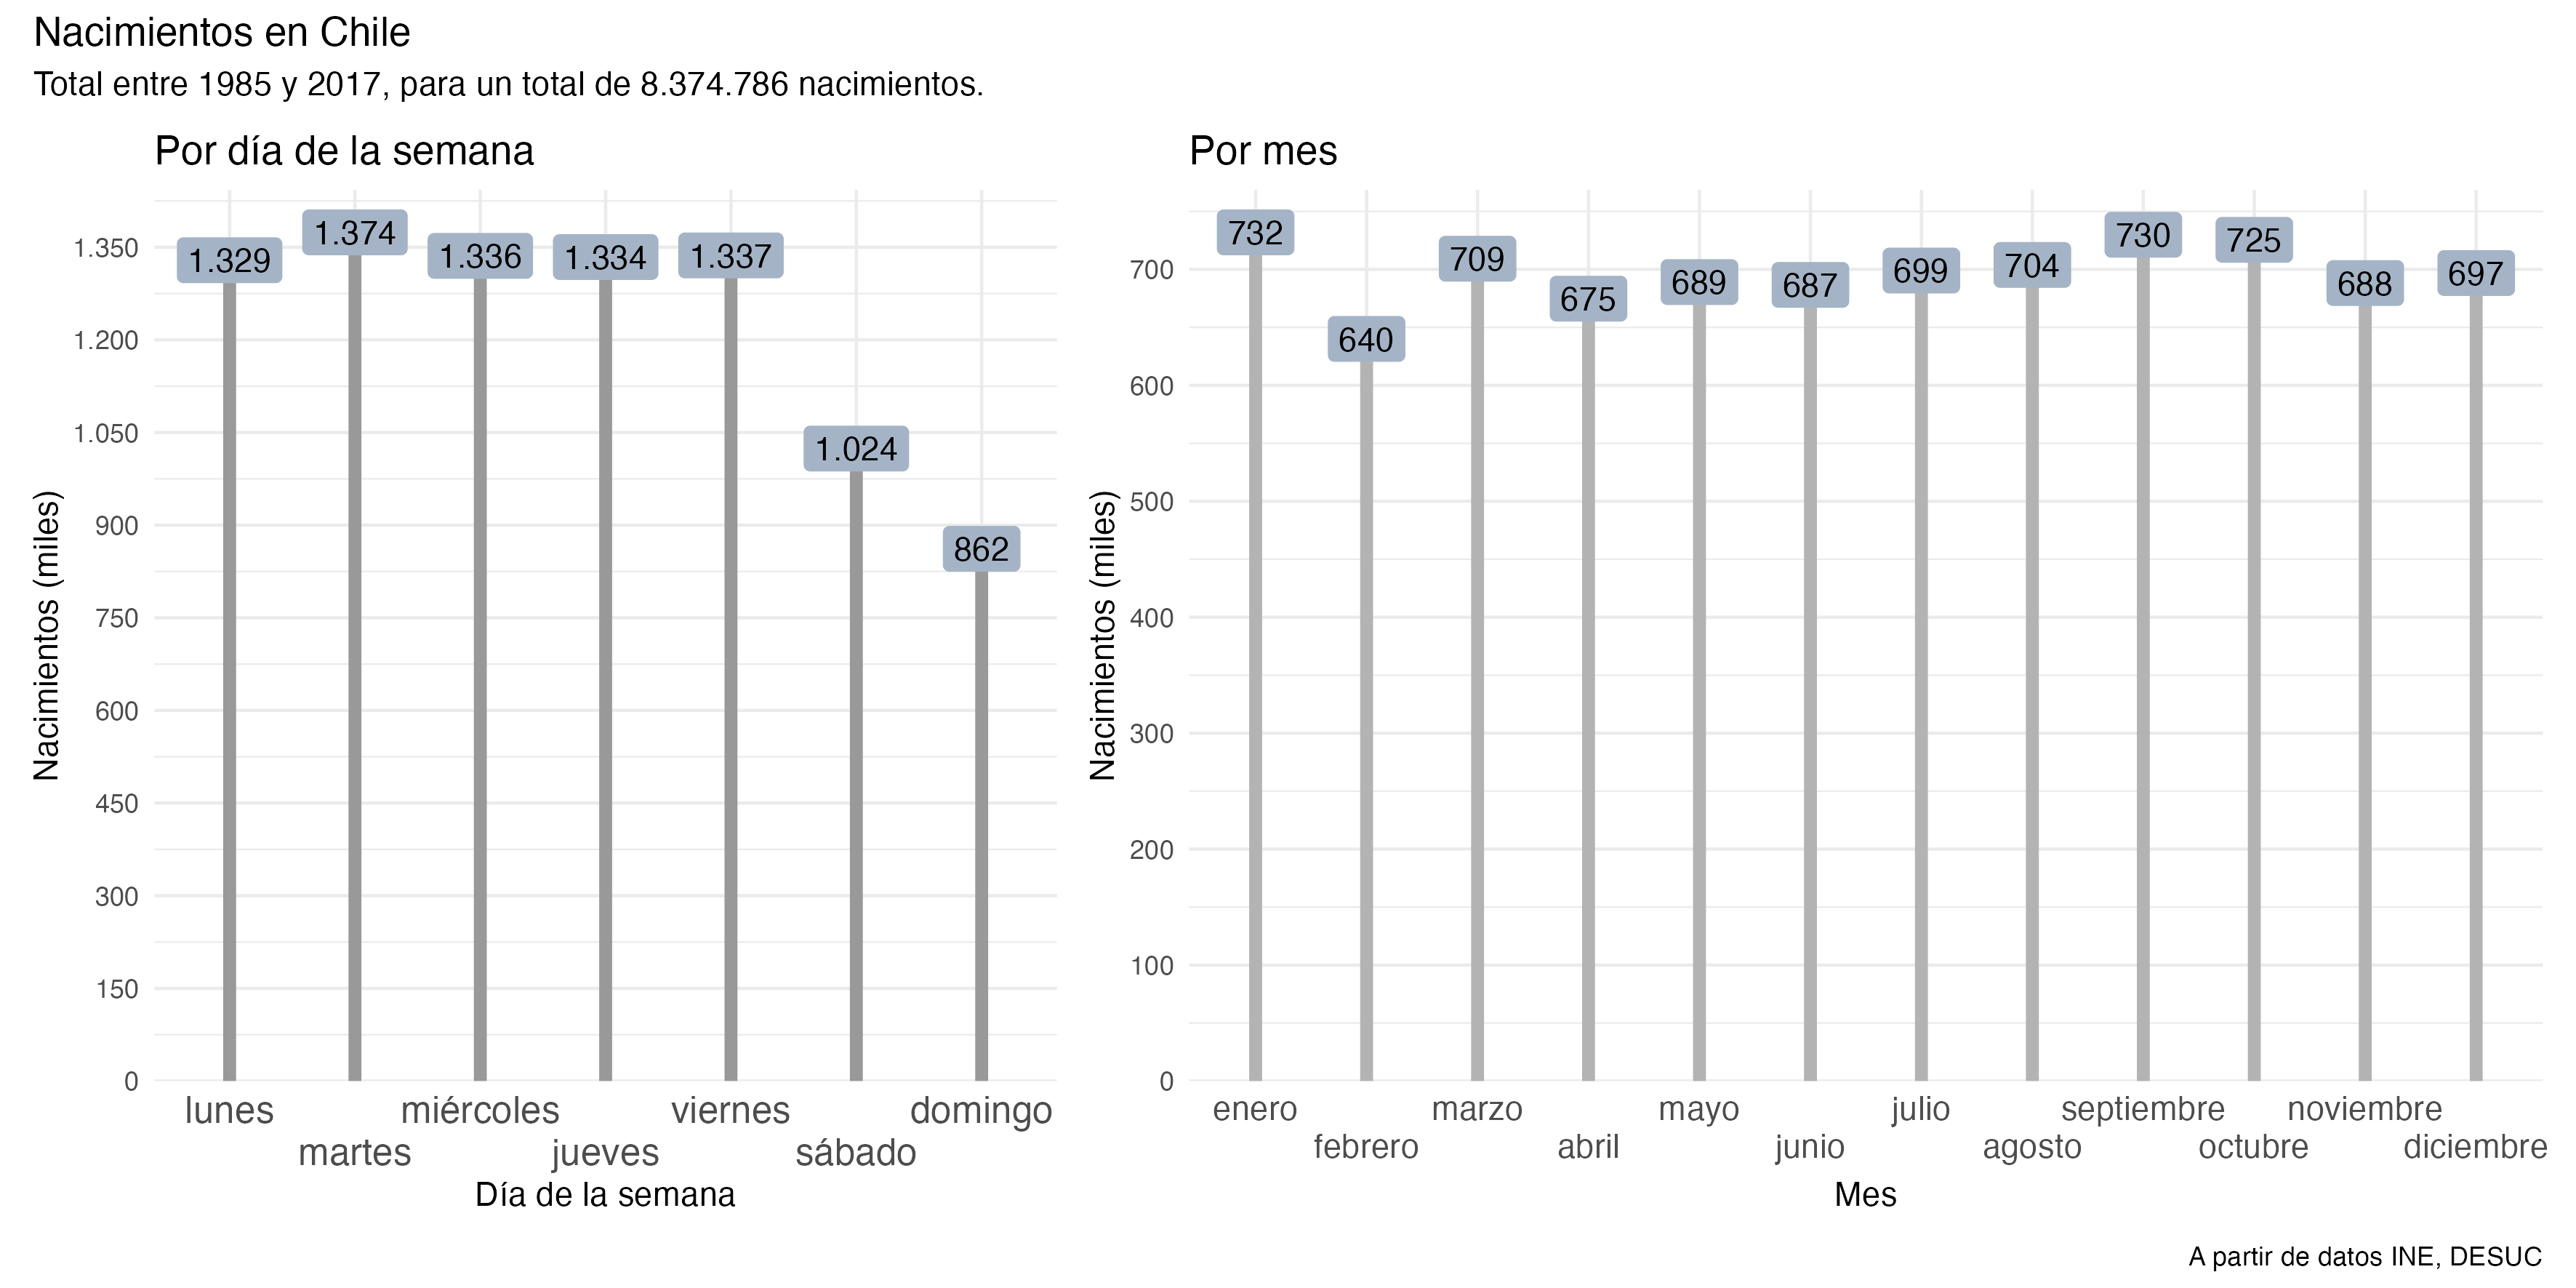 Nacimientos en Chile
Total entre 1985 y 2017, para un total de 8.374.786 nacimientos.
Por día de la semana
Nacimientos (miles)
1.350
1.200
1.050
900
750
600
450
300
150
0
1.329
1.374
1.336
1.334
1.337
1.024
862
lunes
martes
miércoles
jueves
viernes
sábado
domingo
Día de la semana
Por mes
Nacimientos (miles)
700
600
500
400
300
200
100
0
732
640
709
675
689
687
699
704
730
725
688
697
enero
febrero
marzo
abril
mayo
junio
julio
agosto
septiembre
octubre
noviembre
diciembre
Mes
A partir de datos INE, DESUC